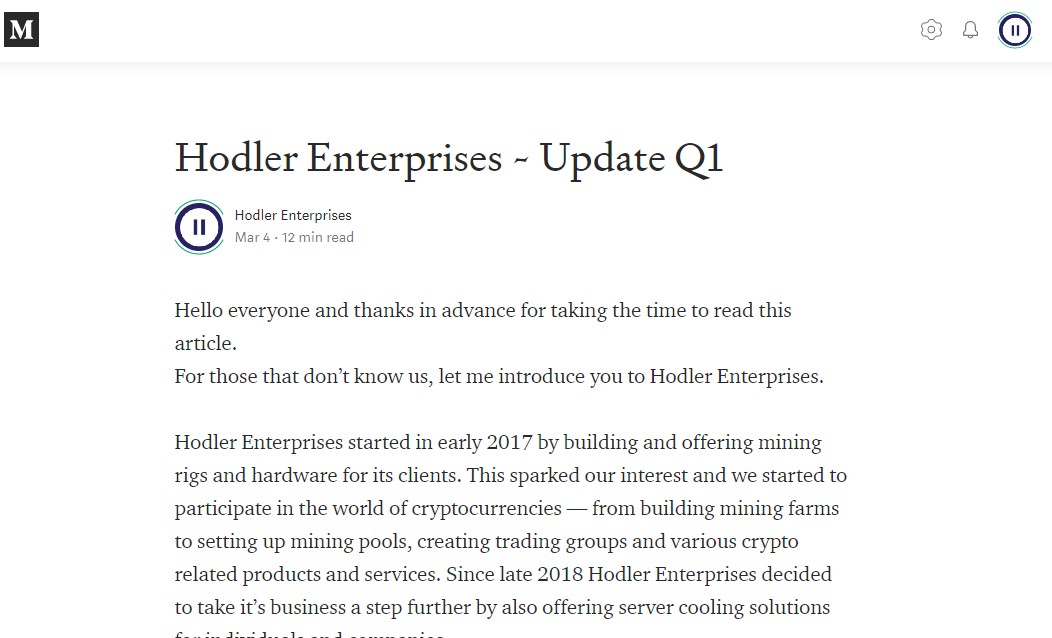 M
Hodler Enterprises ~ Update Q1
Hodler Enterprises
Mar 4 · 12 min read
Hello everyone and thanks in advance for taking the time to read this
article.
For those that don’t know us, let me introduce you to Hodler Enterprises.
Hodler Enterprises started in early 2017 by building and offering mining
rigs and hardware for its clients. This sparked our interest and we started to
participate in the world of cryptocurrencies — from building mining farms
to setting up mining pools, creating trading groups and various crypto
related products and services. Since late 2018 Hodler Enterprises decided
to take it’s business a step further by also offering server cooling solutions
for individuals and companies.